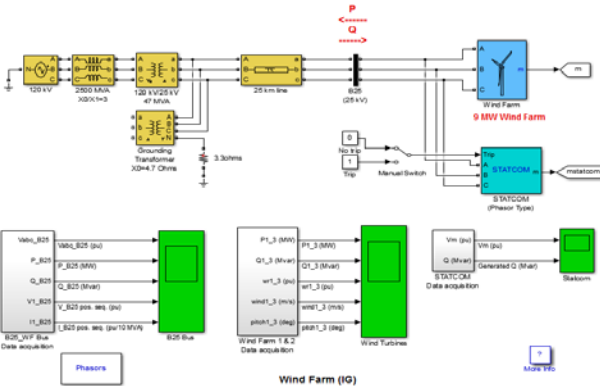 P
<------
Q
------>
N
A
B
C
120 kV
A
B
C
a
b
c
2500 MVA
X0/X1=3
A
B
C
a
b
c
120 kV/25 kV
47 MVA
A
B
C
a
b
c
25 km line
B25
(25 kV)
A
B
C
m
Wind Farm
9 MW Wind Farm
m
Grounding
Transformer
X0=4.7 Ohms
3.3ohms
0
No trip
1
Trip
Manual Switch
Trip
A
B
C
STATCOM
m
STATCOM
(Phasor Type)
mstatcom
Vabc_B25
Vabc_B25 (pu)
P_B25
P_B25 (MW)
Q_B25
Q_B25 (Mvar)
V1_B25
V_B25 pos. seq. (pu)
I1_B25
I_B25 pos. seq. (pu/10 MVA)
B25_WF Bus
Data acquisition
B25 Bus
P1_3 (MW)
P1_3 (MW)
Q1_3 (Mvar)
Q1_3 (Mvar)
wr1_3 (pu)
wr1_3 (pu)
wind1_3 (m/s)
wind1_3 (m/s)
pitch1_3 (deg)
pitch1_3 (deg)
Wind Farm 1 & 2
Data acquisition
Wind Turbines
Vm (pu)
Vm (pu)
Q (Mvar)
Generated Q (Mvar)
STATCOM
Data acquisition
Statcom
Phasors
Wind Farm (IG)
?
More Info